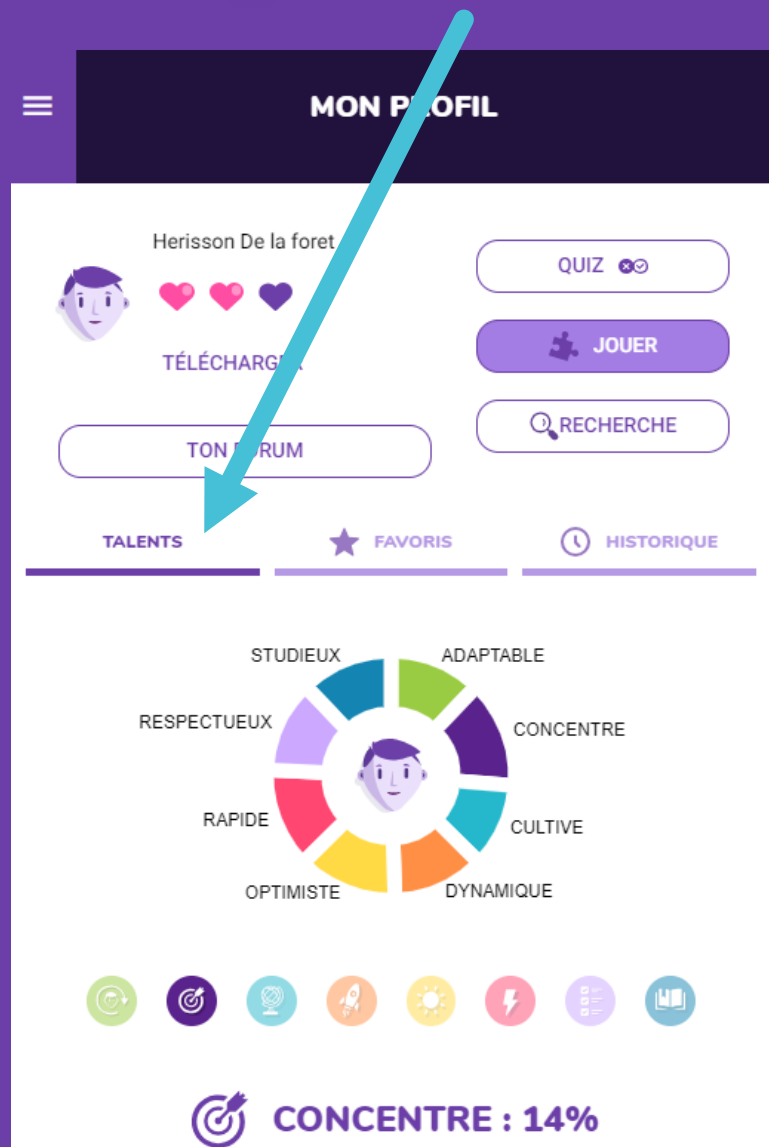 MON PROFIL
Herisson De la foret
QUIZ
JOUER
TÉLÉCHARGER
RECHERCHE
TON FORUM
TALENTS
FAVORIS
HISTORIQUE
STUDIEUX
ADAPTABLE
RESPECTUEUX
CONCENTRE
RAPIDE
CULTIVE
OPTIMISTE
DYNAMIQUE
CONCENTRE : 14%